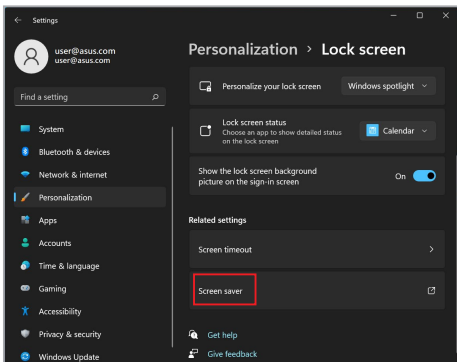 Settings
user@asus.com
user@asus.com
Find a setting
System
Bluetooth & devices
Network & internet
Personalization
Apps
Accounts
Time & language
Gaming
Accessibility
Privacy & security
Windows Update
Personalization > Lock screen
Personalize your lock screen
Windows spotlight
Lock screen status
Choose an app to show detailed status
on the lock screen
Calendar
Show the lock screen background
picture on the sign-in screen
On
Related settings
Screen timeout
Screen saver
Get help
Give feedback